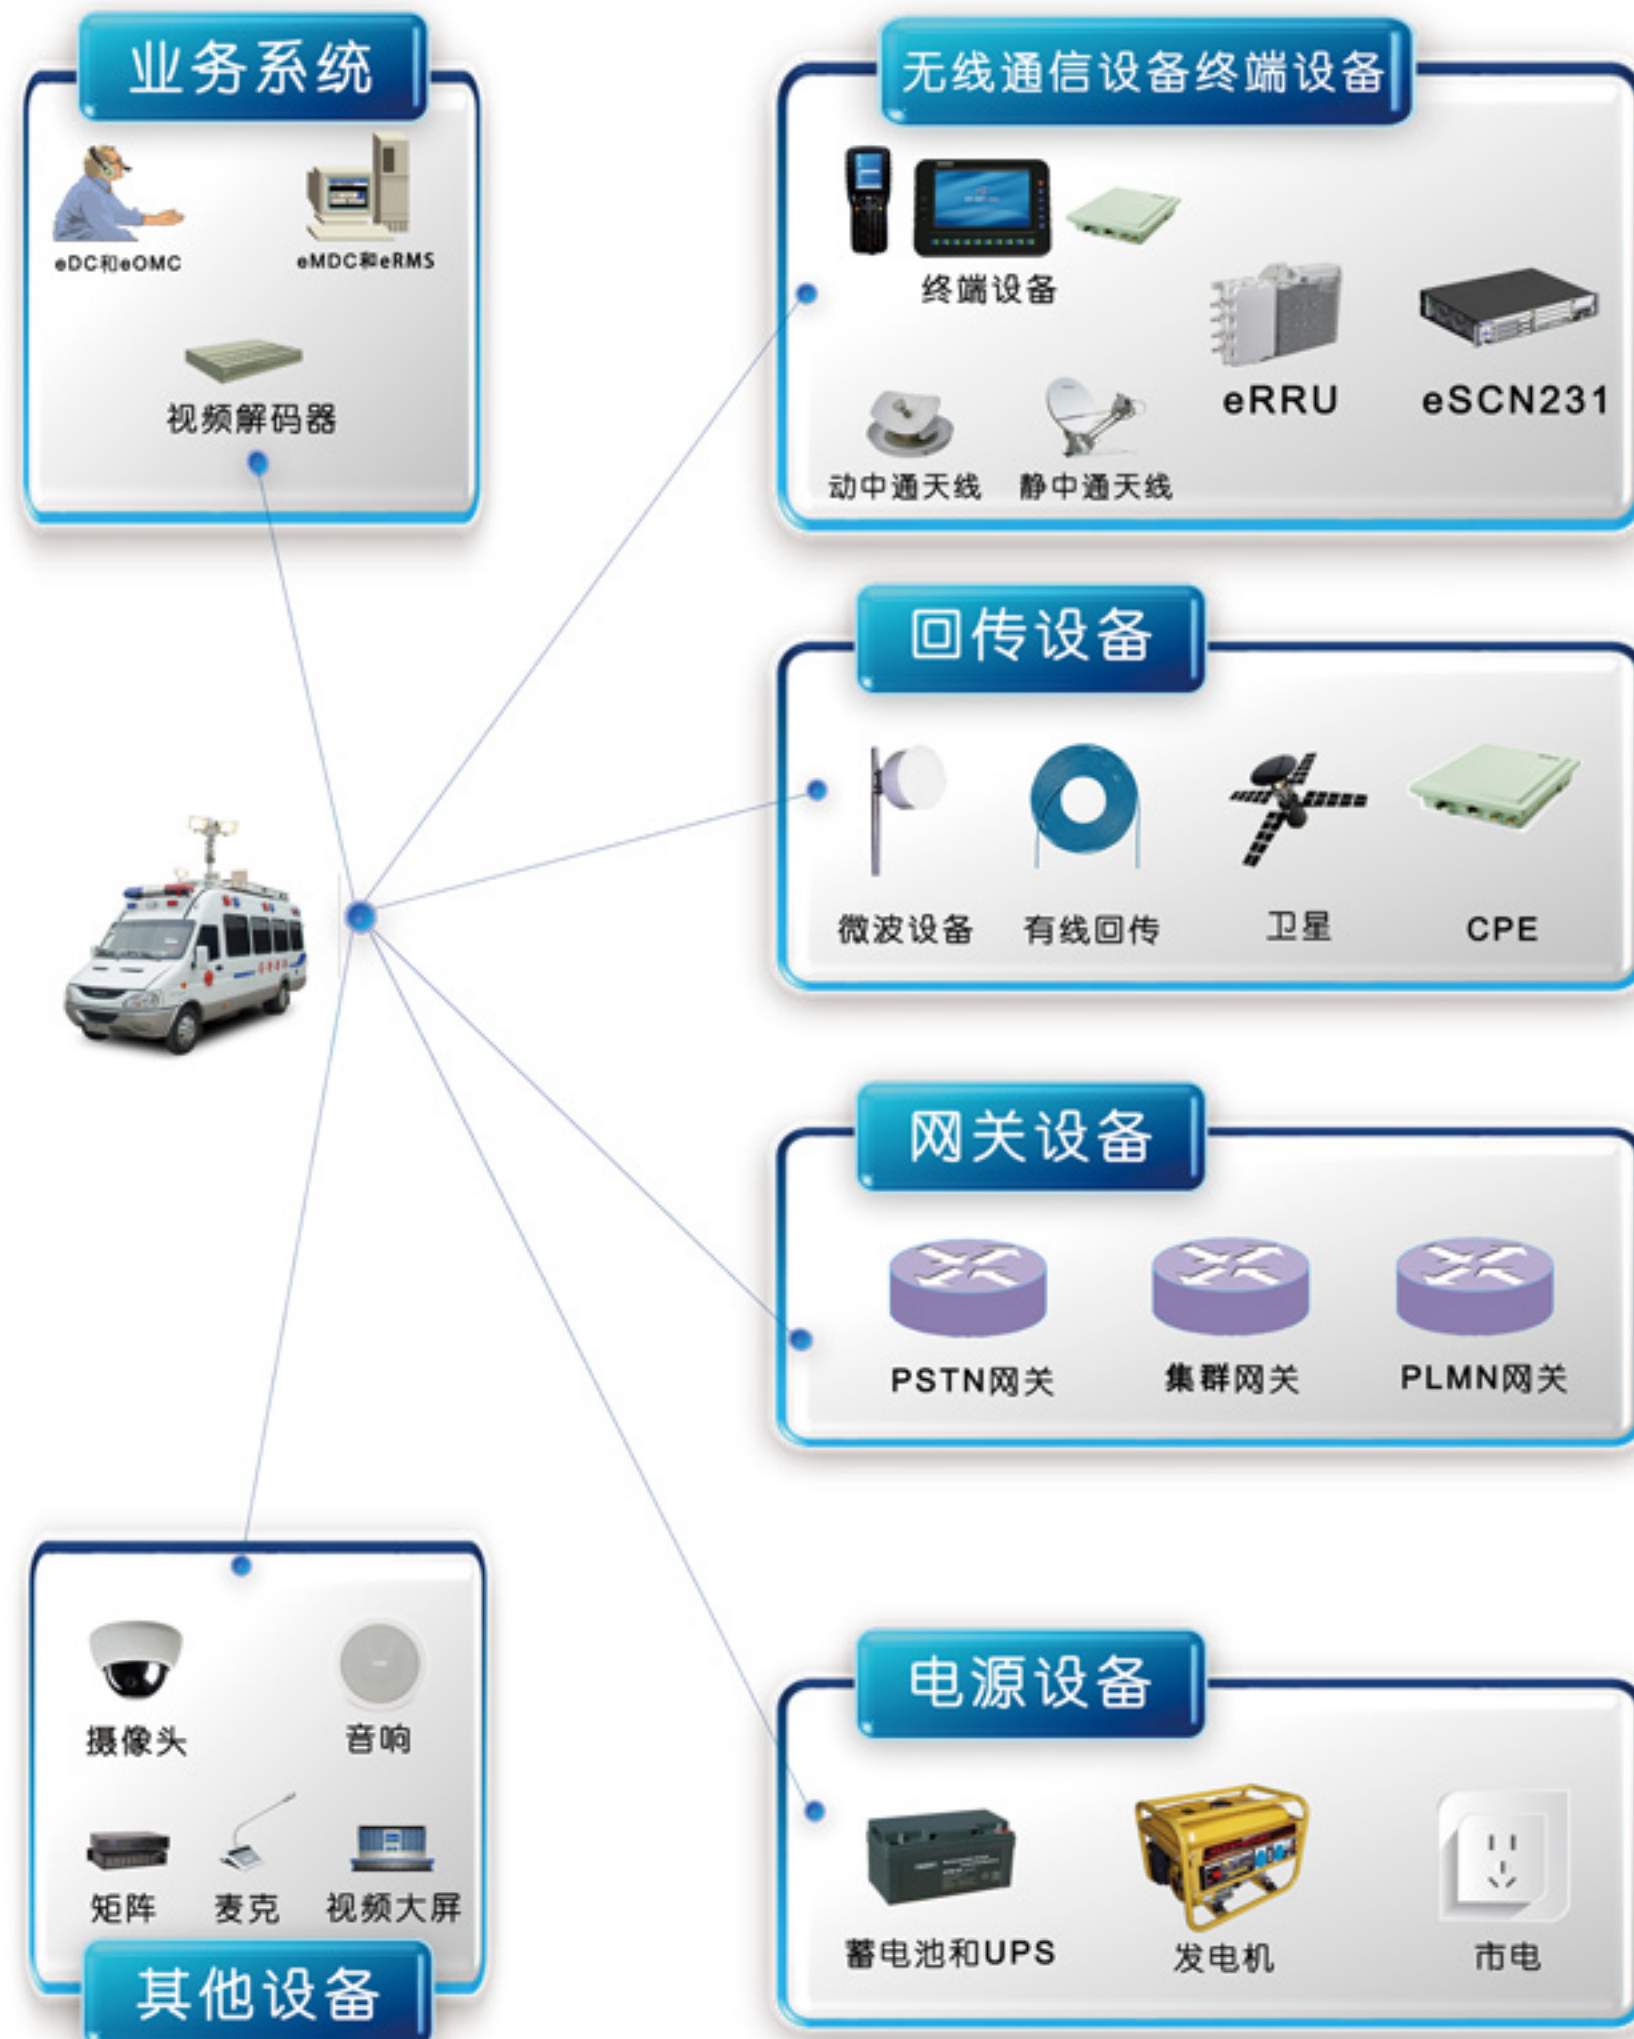 业务系统
eDC和eOMC
eMDC和eRMS
视频解码器
无线通信设备终端设备
终端设备
eRRU
eSCN231
动中通天线
静中通天线
回传设备
微波设备
有线回传
卫星
CPE
网关设备
PSTN网关
集群网关
PLMN网关
摄像头
音响
矩阵
麦克
视频大屏
其他设备
电源设备
蓄电池和UPS
发电机
市电